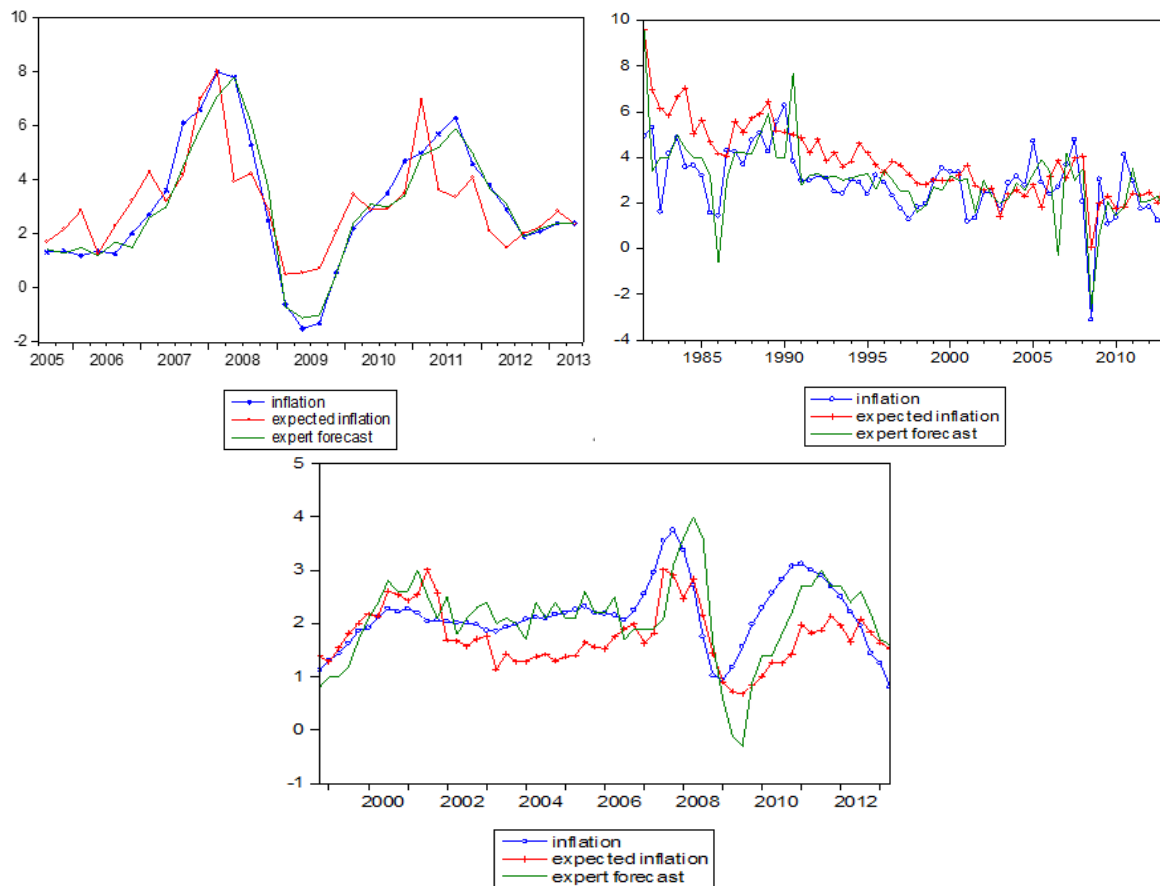 10
8
6
4
2
0
-2
2005 2006 2007 2008 2009 2010 2011 2012 2013
inflation
expected inflation
expert forecast
10
8
6
4
2
0
-2
-4
1985 1990 1995 2000 2005 2010
inflation
expected inflation
expert forecast
5
4
3
2
1
0
-1
2000 2002 2004 2006 2008 2010 2012
inflation
expected inflation
expert forecast